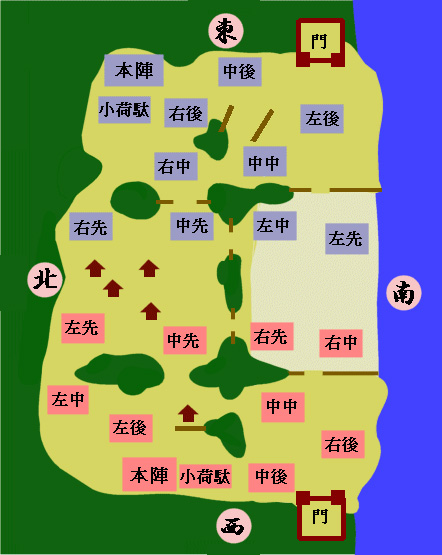 東
門
本陣
中後
小荷駄
右後
左後
右中
中中
右先
中先
左中
左先
北
南
左先
中先
右先
右中
左中
中中
左後
右後
本陣
小荷駄
中後
門
西